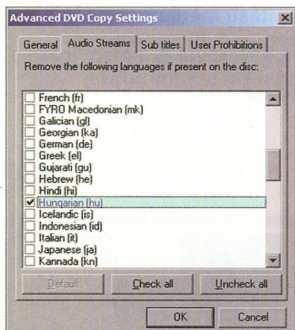 Advanced DVD Copy Settings
General Audio Streams Sub titles User Prohibitions
Remove the following languages if present on the disc:
French (fr)
FYRO Macedonian (mk)
Galician (gl)
Georgian (ka)
German (de)
Greek (el)
Gujarati (gu)
Hebrew (he)
Hindi (hi)
Hungarian (hu)
Icelandic (is)
Indonesian (id)
Italian (it)
Japanese (ja)
Kannada (kn)
Default Check all Uncheck all
OK Cancel